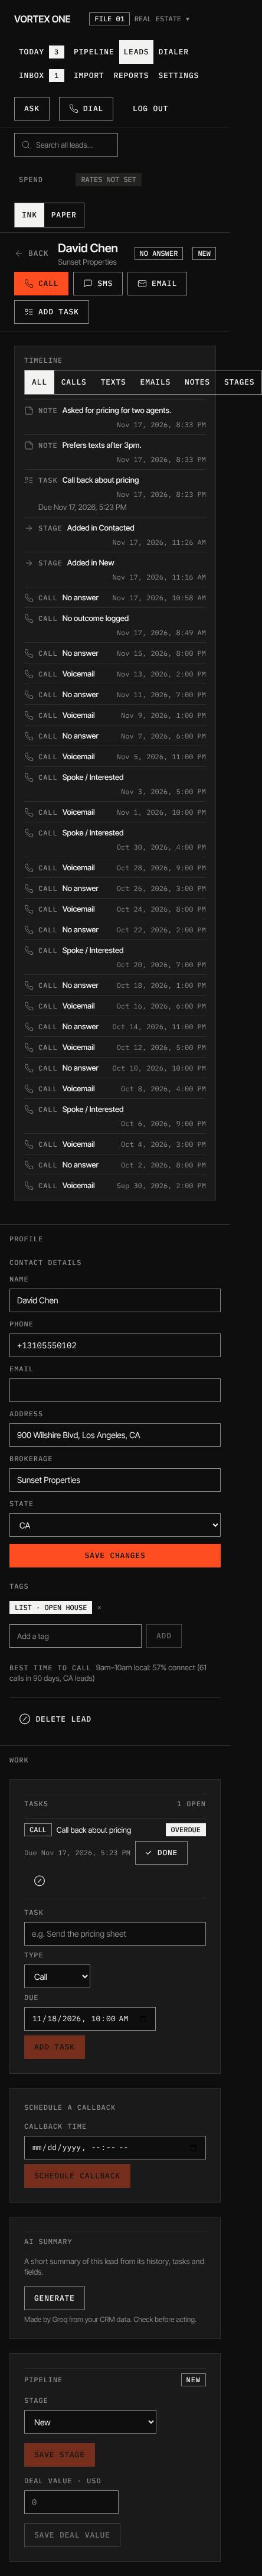 VORTEX ONE FILE 01 REAL ESTATE ▾
TODAY 3 PIPELINE LEADS DIALER
INBOX 1 IMPORT REPORTS SETTINGS
ASK DIAL LOG OUT
Search all leads…
SPEND RATES NOT SET
INK PAPER
← BACK David Chen NO ANSWER NEW
Sunset Properties
CALL SMS EMAIL
ADD TASK
TIMELINE
ALL CALLS TEXTS EMAILS NOTES STAGES
NOTE Asked for pricing for two agents.
Nov 17, 2026, 8:33 PM
NOTE Prefers texts after 3pm.
Nov 17, 2026, 8:33 PM
TASK Call back about pricing
Nov 17, 2026, 8:23 PM
Due Nov 17, 2026, 5:23 PM
STAGE Added in Contacted
Nov 17, 2026, 11:26 AM
STAGE Added in New
Nov 17, 2026, 11:16 AM
CALL No answer Nov 17, 2026, 10:58 AM
CALL No outcome logged
Nov 17, 2026, 8:49 AM
CALL No answer Nov 15, 2026, 8:00 PM
CALL Voicemail Nov 13, 2026, 2:00 PM
CALL No answer Nov 11, 2026, 7:00 PM
CALL Voicemail Nov 9, 2026, 1:00 PM
CALL No answer Nov 7, 2026, 6:00 PM
CALL Voicemail Nov 5, 2026, 11:00 PM
CALL Spoke / Interested
Nov 3, 2026, 5:00 PM
CALL Voicemail Nov 1, 2026, 10:00 PM
CALL Spoke / Interested
Oct 30, 2026, 4:00 PM
CALL Voicemail Oct 28, 2026, 9:00 PM
CALL No answer Oct 26, 2026, 3:00 PM
CALL Voicemail Oct 24, 2026, 8:00 PM
CALL No answer Oct 22, 2026, 2:00 PM
CALL Spoke / Interested
Oct 20, 2026, 7:00 PM
CALL No answer Oct 18, 2026, 1:00 PM
CALL Voicemail Oct 16, 2026, 6:00 PM
CALL No answer Oct 14, 2026, 11:00 PM
CALL Voicemail Oct 12, 2026, 5:00 PM
CALL No answer Oct 10, 2026, 10:00 PM
CALL Voicemail Oct 8, 2026, 4:00 PM
CALL Spoke / Interested
Oct 6, 2026, 9:00 PM
CALL Voicemail Oct 4, 2026, 3:00 PM
CALL No answer Oct 2, 2026, 8:00 PM
CALL Voicemail Sep 30, 2026, 2:00 PM
PROFILE
CONTACT DETAILS
NAME
David Chen
PHONE
+13105550102
EMAIL
ADDRESS
900 Wilshire Blvd, Los Angeles, CA
BROKERAGE
Sunset Properties
STATE
CA
SAVE CHANGES
TAGS
LIST · OPEN HOUSE ×
Add a tag ADD
BEST TIME TO CALL 9am–10am local: 57% connect (61
calls in 90 days, CA leads)
DELETE LEAD
WORK
TASKS 1 OPEN
CALL Call back about pricing OVERDUE
Due Nov 17, 2026, 5:23 PM ✓ DONE
TASK
e.g. Send the pricing sheet
TYPE
Call
DUE
11/18/2026, 10:00 AM
ADD TASK
SCHEDULE A CALLBACK
CALLBACK TIME
mm/dd/yyyy, --:-- --
SCHEDULE CALLBACK
AI SUMMARY
A short summary of this lead from its history, tasks and
fields.
GENERATE
Made by Groq from your CRM data. Check before acting.
PIPELINE NEW
STAGE
New
SAVE STAGE
DEAL VALUE · USD
0
SAVE DEAL VALUE